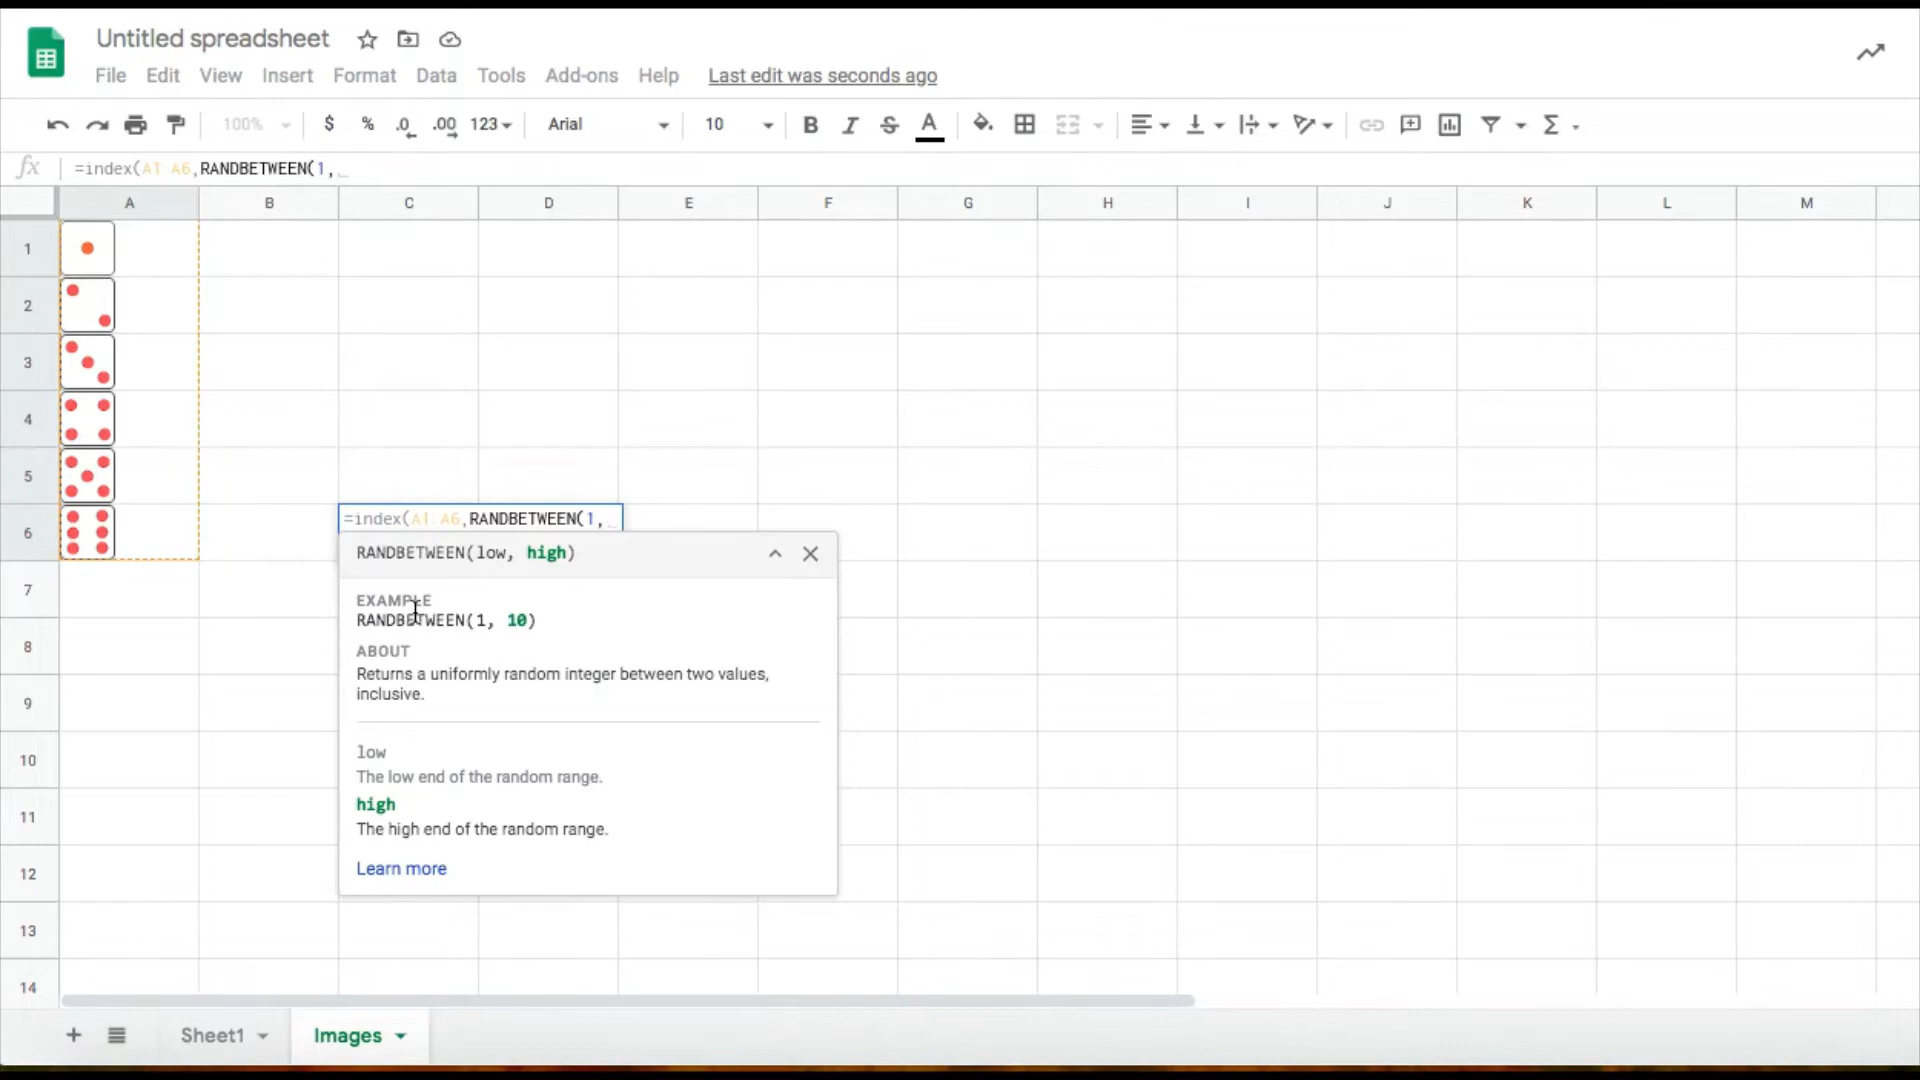 Untitled spreadsheet
File Edit View Insert Format Data Tools Add-ons Help Last edit was seconds ago
100% $ % .0 .00 123 Arial 10 B I S A
fx =index(A1:A6,RANDBETWEEN(1,
A B C D E F G H I J K L M
1
2
3
4
5
6
=index(A1:A6,RANDBETWEEN(1,
RANDBETWEEN(low, high)
EXAMPLE
7
RANDBETWEEN(1, 10)
ABOUT
8
Returns a uniformly random integer between two values,
inclusive.
9
low
10
The low end of the random range.
high
11
The high end of the random range.
Learn more
12
13
14
Sheet1 Images